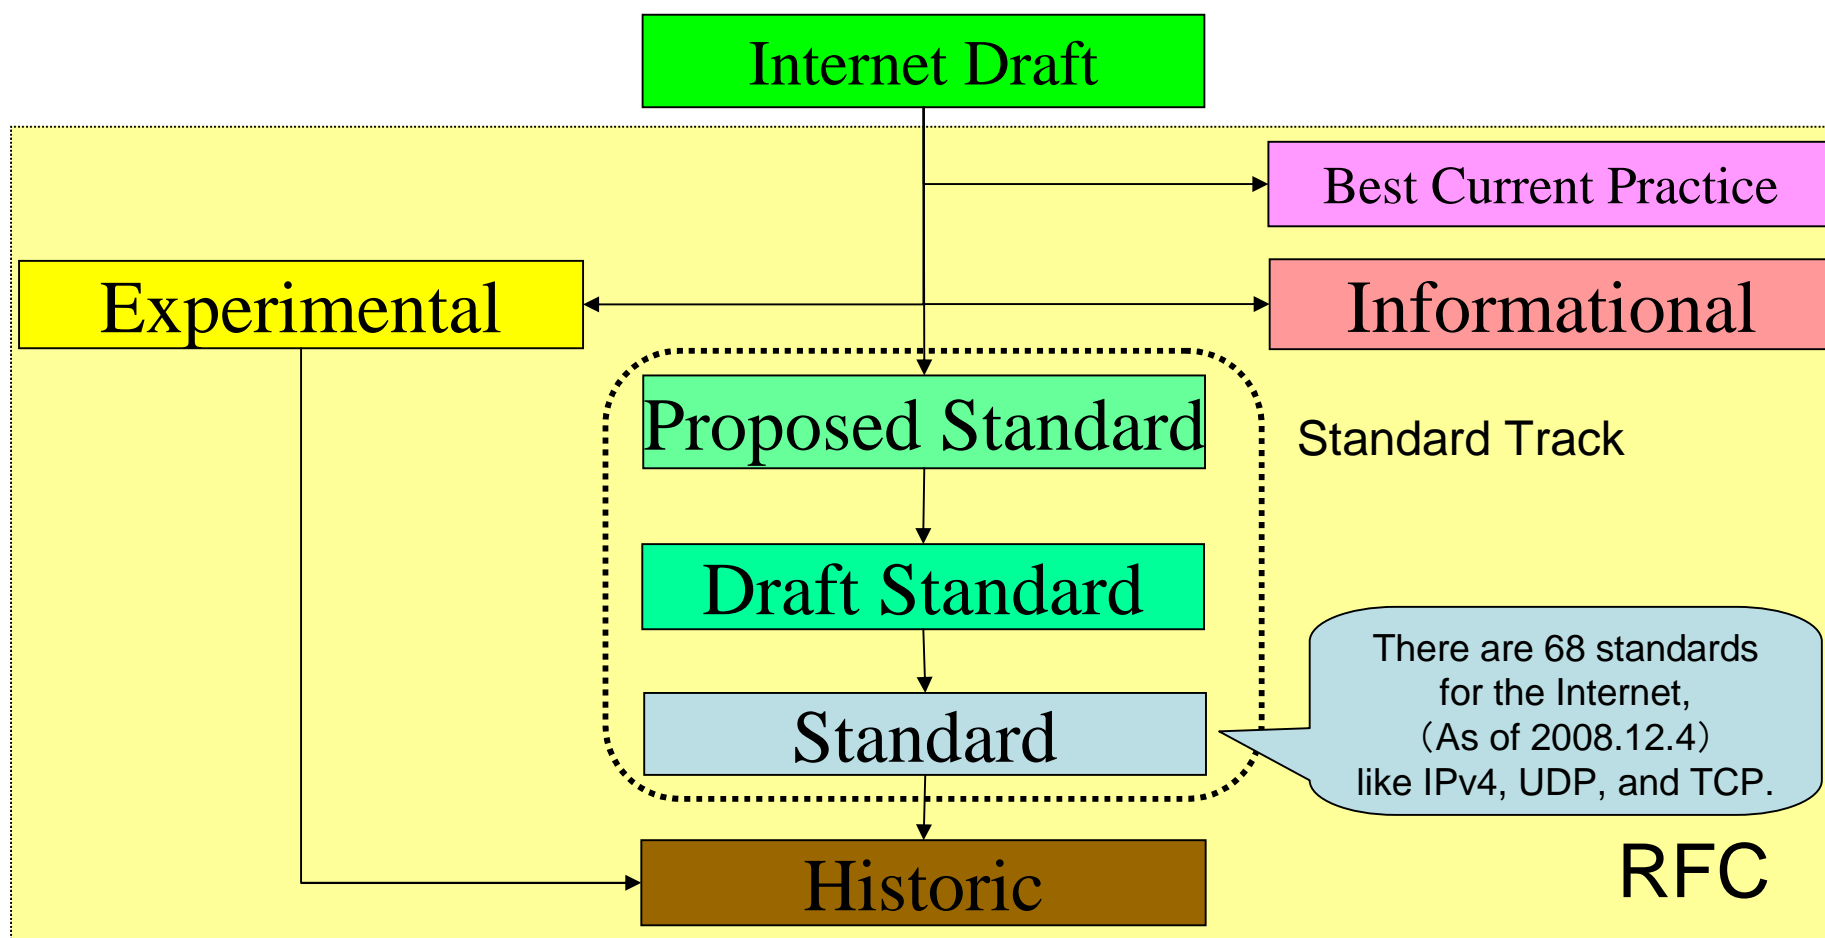 Internet Draft
Best Current Practice
Experimental
Informational
Proposed Standard
Standard Track
Draft Standard
There are 68 standards
for the Internet,
（As of 2008.12.4）
like IPv4, UDP, and TCP.
Standard
Historic
RFC